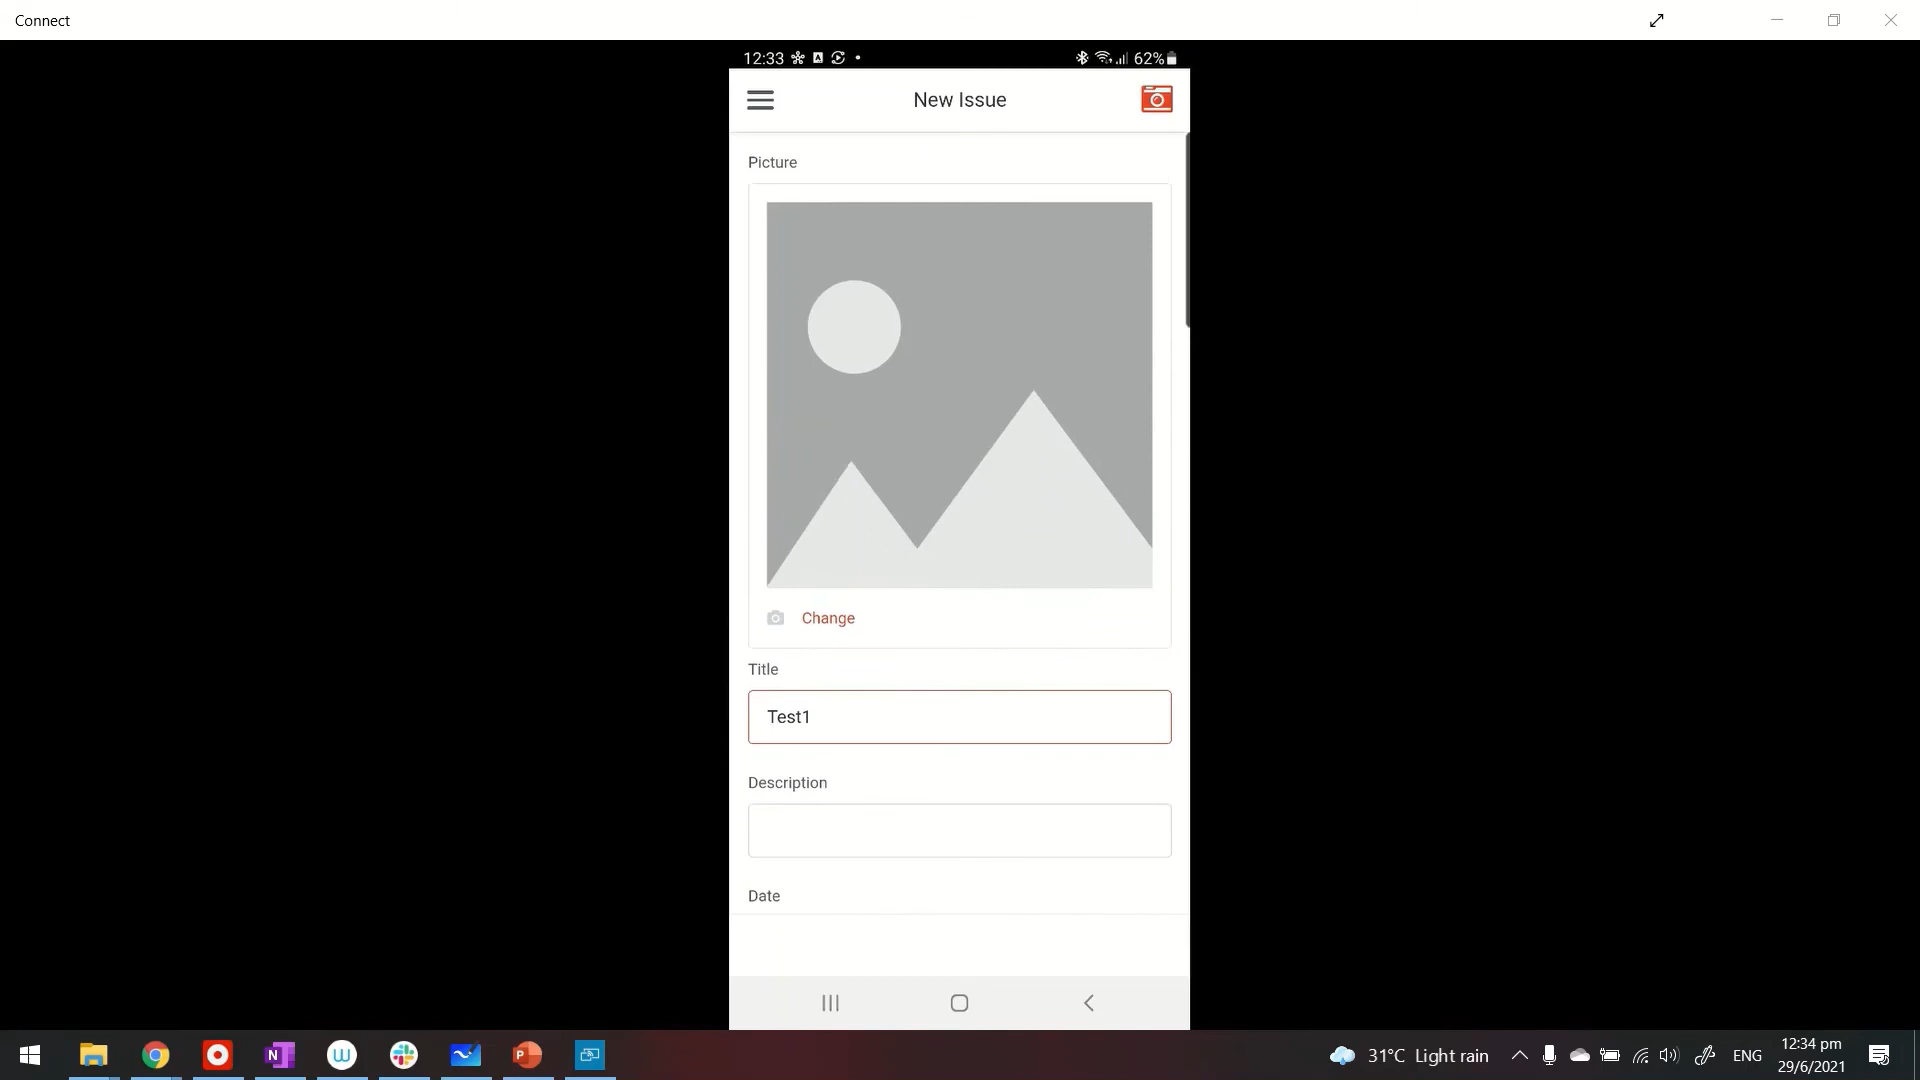 Connect
12:33 62%
New Issue
Picture
Change
Title
Test1
Description
Date
31°C Light rain
ENG
12:34 pm
29/6/2021